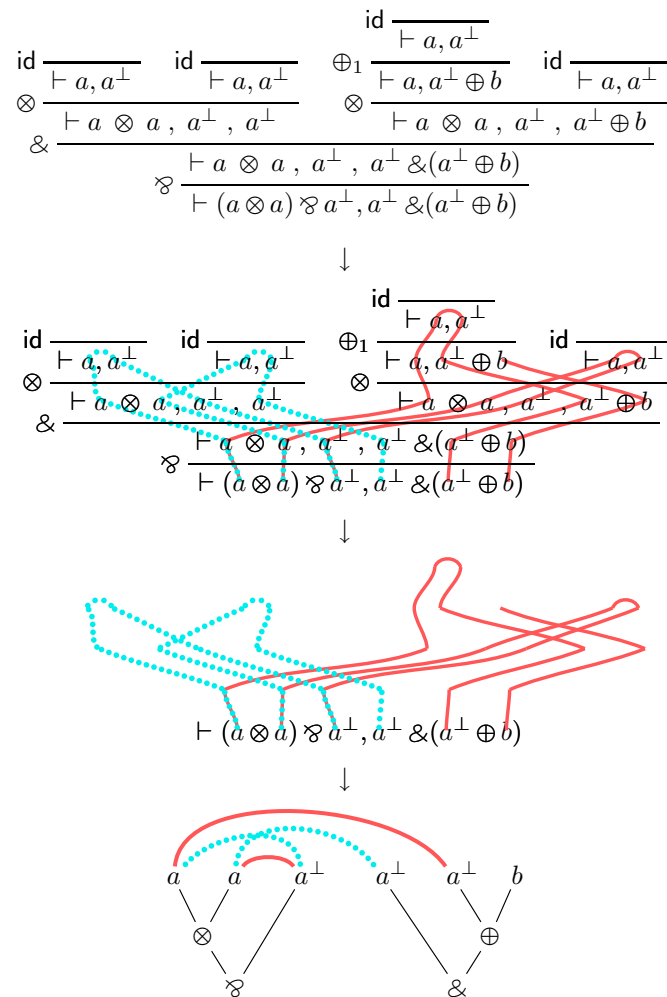 id
⊢ a, a⊥
id id ⊕₁ id
⊢ a, a⊥ ⊢ a, a⊥ ⊢ a, a⊥ ⊕ b ⊢ a, a⊥
⊗ ⊗
⊢ a ⊗ a , a⊥ , a⊥ ⊢ a ⊗ a , a⊥ , a⊥ ⊕ b
&
⊢ a ⊗ a , a⊥ , a⊥ &(a⊥ ⊕ b)
⅋
⊢ (a ⊗ a) ⅋ a⊥, a⊥ &(a⊥ ⊕ b)
↓
id
⊢ a, a⊥
id id ⊕₁ id
⊢ a, a⊥ ⊢ a, a⊥ ⊢ a, a⊥ ⊕ b ⊢ a, a⊥
⊗ ⊗
⊢ a ⊗ a , a⊥ , a⊥ ⊢ a ⊗ a , a⊥ , a⊥ ⊕ b
&
⊢ a ⊗ a , a⊥ , a⊥ &(a⊥ ⊕ b)
⅋
⊢ (a ⊗ a) ⅋ a⊥, a⊥ &(a⊥ ⊕ b)
↓
⊢ (a ⊗ a) ⅋ a⊥, a⊥ &(a⊥ ⊕ b)
↓
a a a⊥ a⊥ a⊥ b
⊗ ⊕
⅋ &